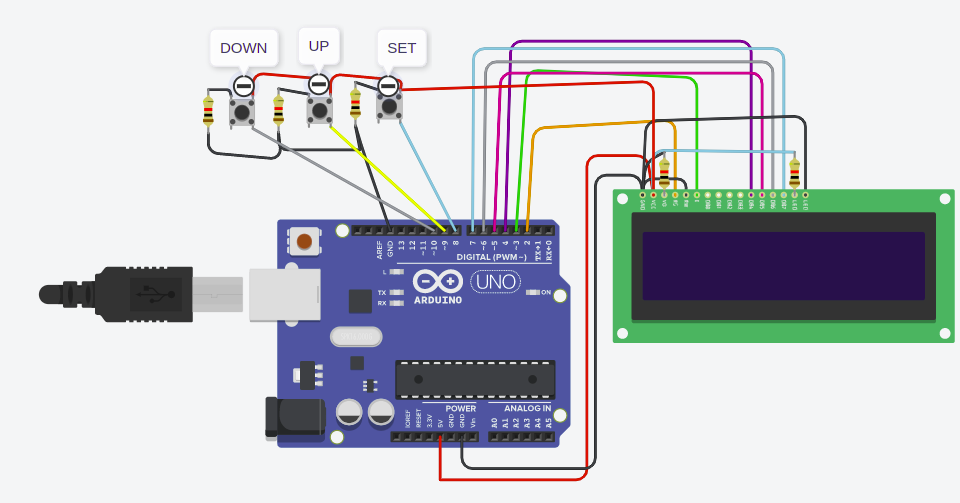 DOWN
UP
SET
AREF
GND
13
12
~11
~10
~9
8
7
~6
~5
~4
~3
2
TX→1
RX←0
DIGITAL (PWM~)
L
TX
RX
ARDUINO
UNO
ON
POWER
ANALOG IN
IOREF
RESET
3.3V
5V
GND
GND
Vin
A0
A1
A2
A3
A4
A5
GND
VCC
V0
RS
RW
E
DB0
DB1
DB2
DB3
DB4
DB5
DB6
DB7
LED
LED